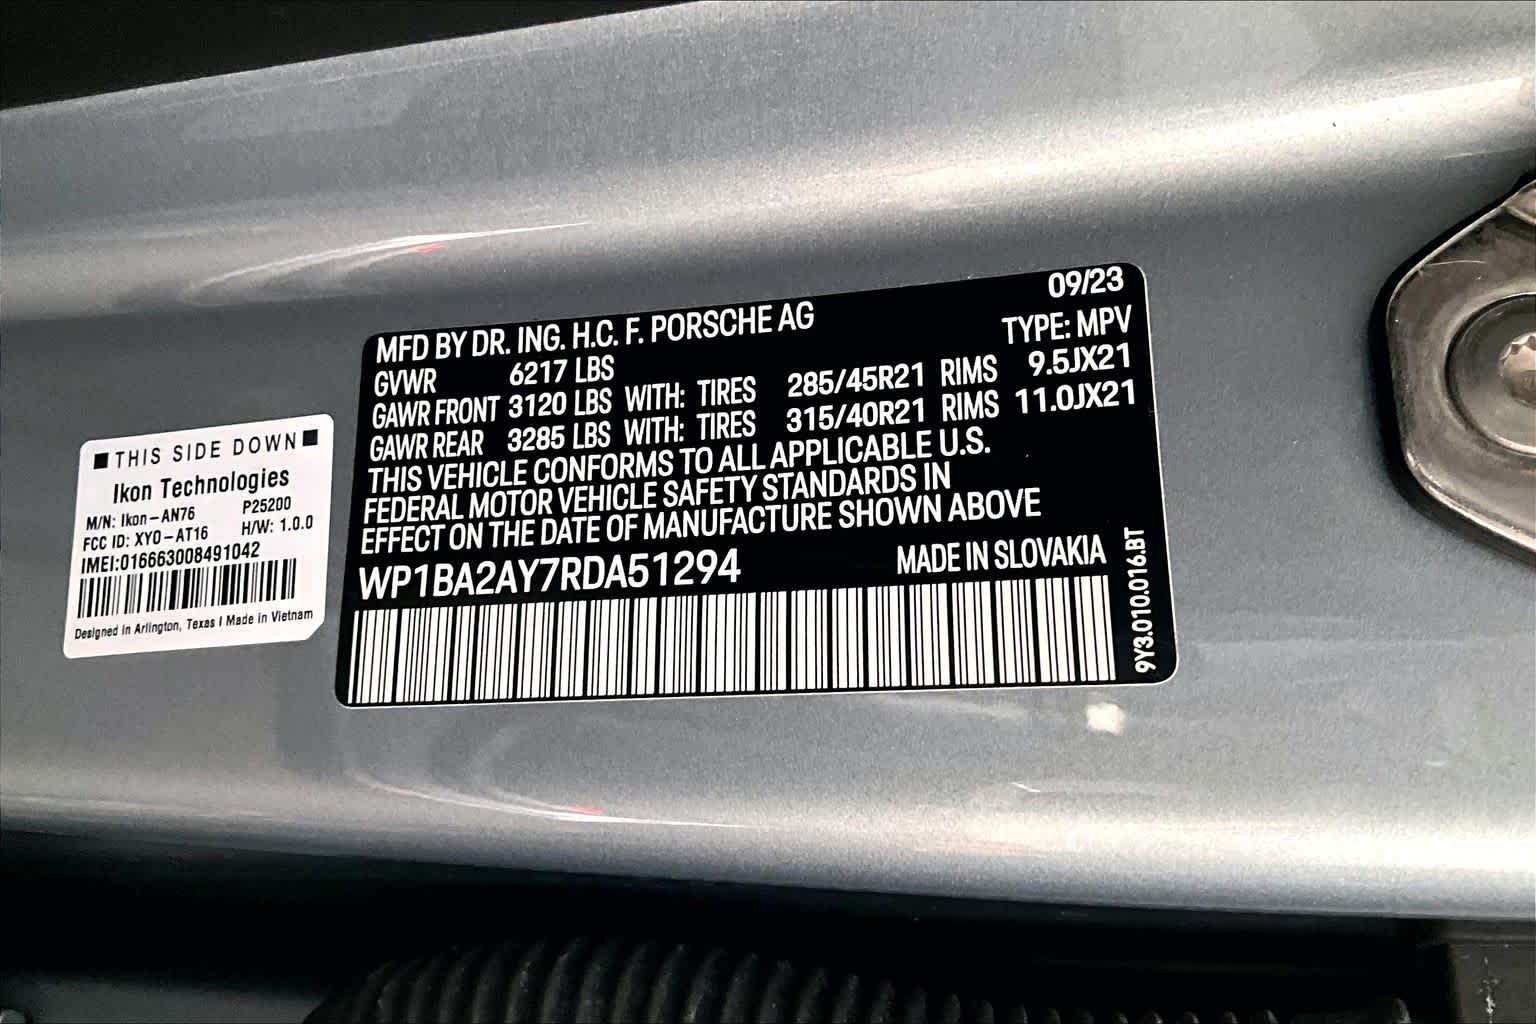 09/23
MFD BY DR. ING. H.C. F. PORSCHE AG
TYPE: MPV
GVWR 6217 LBS
GAWR FRONT 3120 LBS WITH: TIRES 285/45R21 RIMS 9.5JX21
GAWR REAR 3285 LBS WITH: TIRES 315/40R21 RIMS 11.0JX21
THIS VEHICLE CONFORMS TO ALL APPLICABLE U.S.
FEDERAL MOTOR VEHICLE SAFETY STANDARDS IN
EFFECT ON THE DATE OF MANUFACTURE SHOWN ABOVE
WP1BA2AY7RDA51294 MADE IN SLOVAKIA
9Y3.010.016.BT
THIS SIDE DOWN
Ikon Technologies
M/N: Ikon-AN76 P25200
FCC ID: XYO-AT16 H/W: 1.0.0
IMEI:016663008491042
Designed in Arlington, Texas | Made in Vietnam